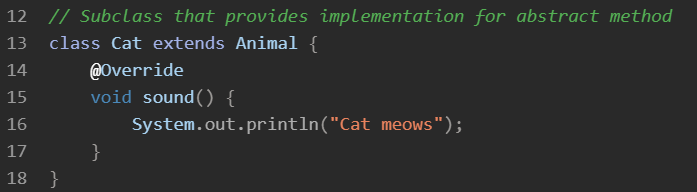 12 // Subclass that provides implementation for abstract method
13 class Cat extends Animal {
14     @Override
15     void sound() {
16         System.out.println("Cat meows");
17     }
18 }